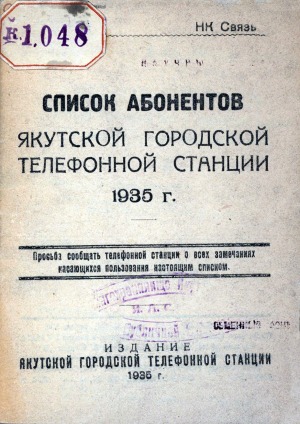 К.1,048
НК Связь
СПИСОК АБОНЕНТОВ
ЯКУТСКОЙ ГОРОДСКОЙ
ТЕЛЕФОННОЙ СТАНЦИИ
1935 г.
Просьба сообщать телефонной станции о всех замечаниях
касающихся пользования настоящим списком.
ИЗДАНИЕ
ЯКУТСКОЙ ГОРОДСКОЙ ТЕЛЕФОННОЙ СТАНЦИИ
1935 г.